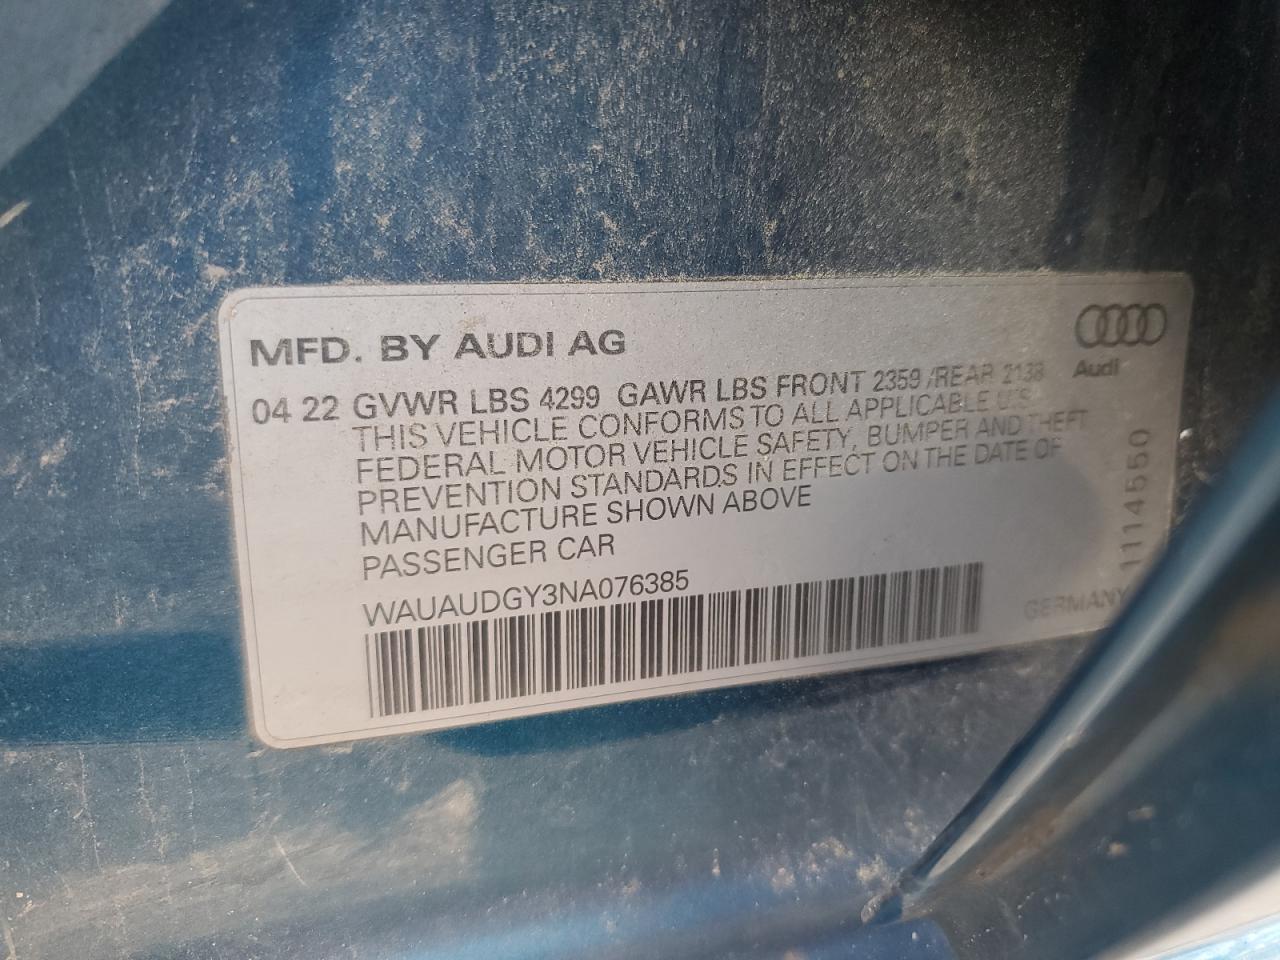 MFD. BY AUDI AG
Audi
04 22 GVWR LBS 4299 GAWR LBS FRONT 2359 /REAR 2138
THIS VEHICLE CONFORMS TO ALL APPLICABLE U.S.
FEDERAL MOTOR VEHICLE SAFETY, BUMPER AND THEFT
PREVENTION STANDARDS IN EFFECT ON THE DATE OF
MANUFACTURE SHOWN ABOVE
PASSENGER CAR
WAUAUDGY3NA076385
GERMANY
1114550